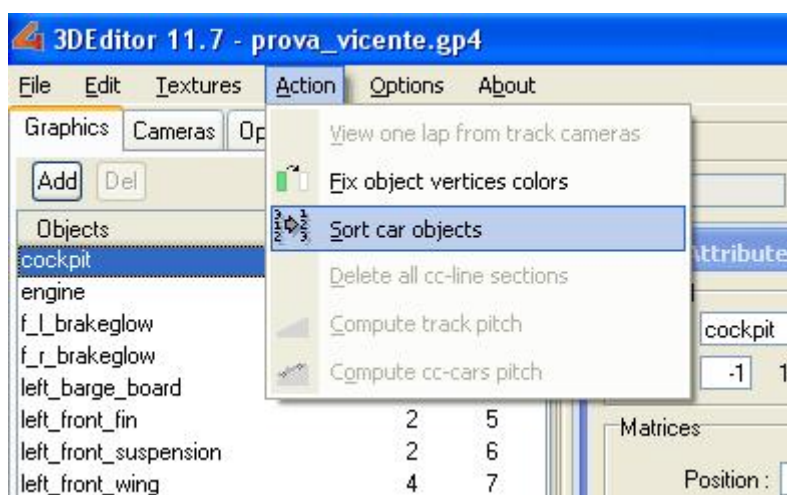 3DEditor 11.7 - prova_vicente.gp4
File Edit Textures Action Options About
Graphics Cameras
View one lap from track cameras
Add Del
Fix object vertices colors
Objects
Sort car objects
cockpit
engine
Delete all cc-line sections
f_l_brakeglow
Compute track pitch
cockpit
f_r_brakeglow
-1
left_barge_board
Compute cc-cars pitch
left_front_fin 2 5
Matrices
left_front_suspension 2 6
left_front_wing 4 7
Position :